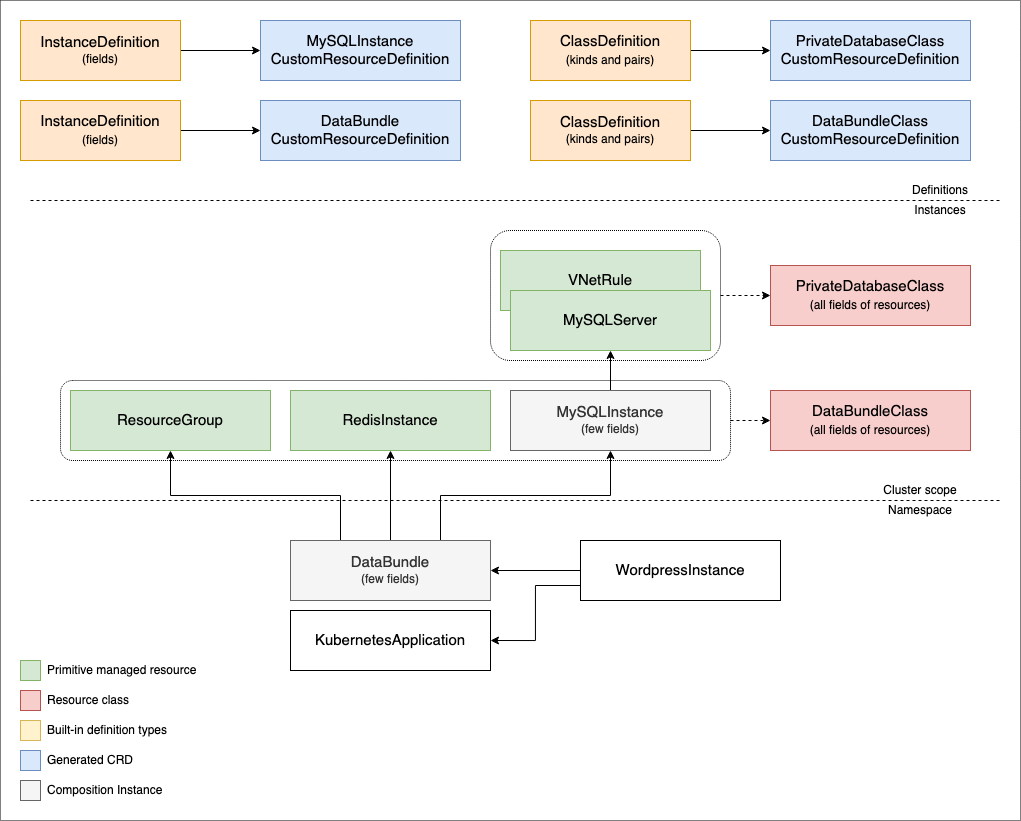 InstanceDefinition
(fields)
MySQLInstance
CustomResourceDefinition
ClassDefinition
(kinds and pairs)
PrivateDatabaseClass
CustomResourceDefinition
InstanceDefinition
(fields)
DataBundle
CustomResourceDefinition
ClassDefinition
(kinds and pairs)
DataBundleClass
CustomResourceDefinition
Definitions
Instances
VNetRule
MySQLServer
PrivateDatabaseClass
(all fields of resources)
ResourceGroup
RedisInstance
MySQLInstance
(few fields)
DataBundleClass
(all fields of resources)
Cluster scope
Namespace
DataBundle
(few fields)
WordpressInstance
KubernetesApplication
Primitive managed resource
Resource class
Built-in definition types
Generated CRD
Composition Instance